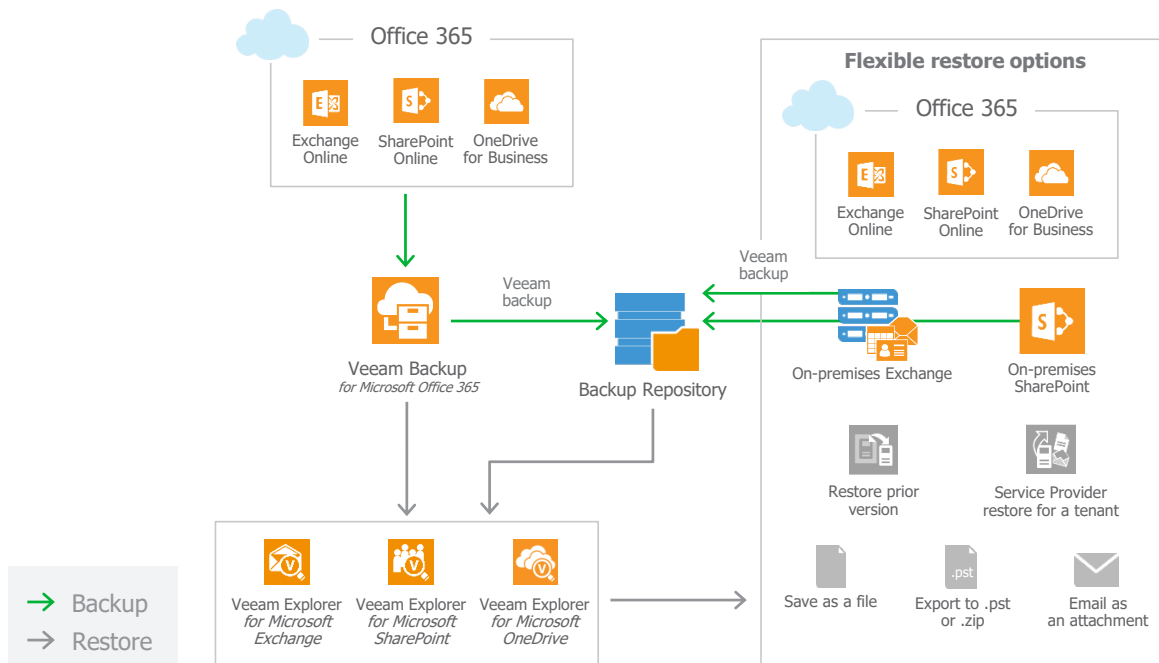 Office 365
E
Exchange
Online
S
SharePoint
Online
OneDrive
for Business
Flexible restore options
Office 365
E
Exchange
Online
S
SharePoint
Online
OneDrive
for Business
Veeam
backup
Veeam
backup
S
Veeam Backup
for Microsoft Office 365
Backup Repository
On-premises Exchange
On-premises
SharePoint
Restore prior
version
Service Provider
restore for a tenant
V
Veeam Explorer
for Microsoft
Exchange
V
Veeam Explorer
for Microsoft
SharePoint
V
Veeam Explorer
for Microsoft
OneDrive
Save as a file
.pst
Export to .pst
or .zip
Email as
an attachment
Backup
Restore